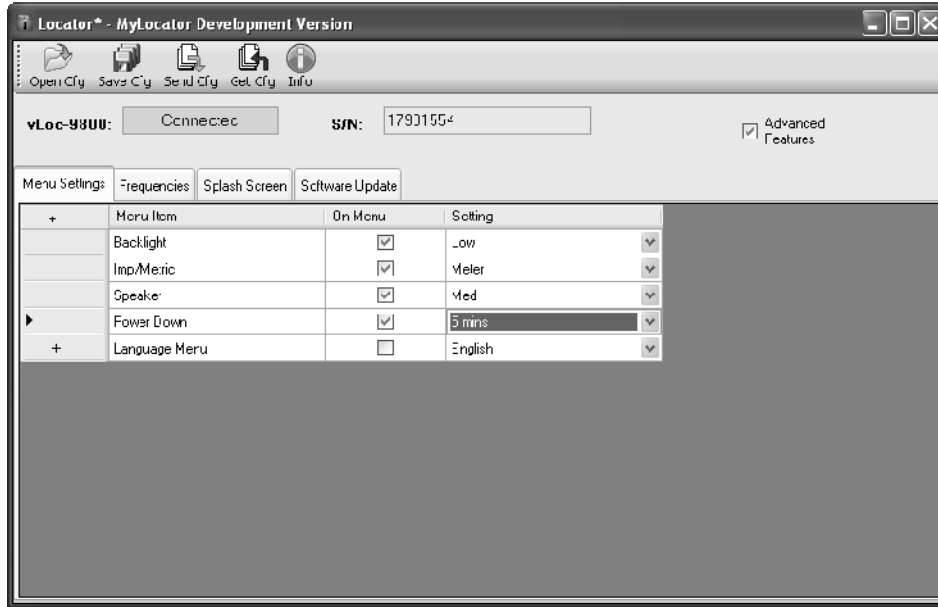 Locator* - MyLocator Development Version
Open Cfg Save Cfg Send Cfg Get Cfg Info
vLoc-9800: Connected S/N: Advanced Features
Menu Settings Frequencies Splash Screen Software Update
+ Menu Item On Menu Setting
Backlight Low
Imp/Metric Meter
Speaker Med
Power Down 5 mins
+ Language Menu English